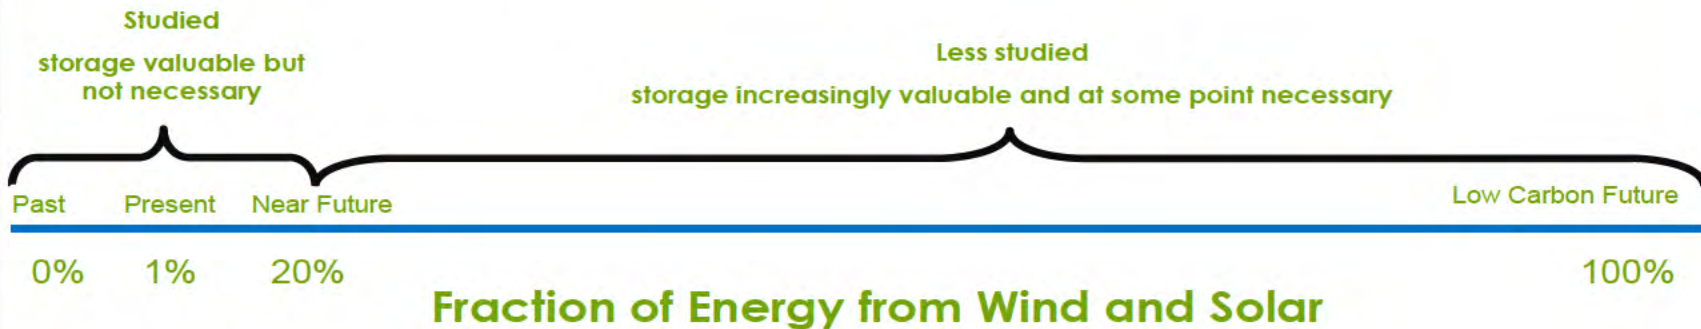 Studied
storage valuable but
not necessary
Less studied
storage increasingly valuable and at some point necessary
Past Present Near Future Low Carbon Future
0% 1% 20% 100%
Fraction of Energy from Wind and Solar